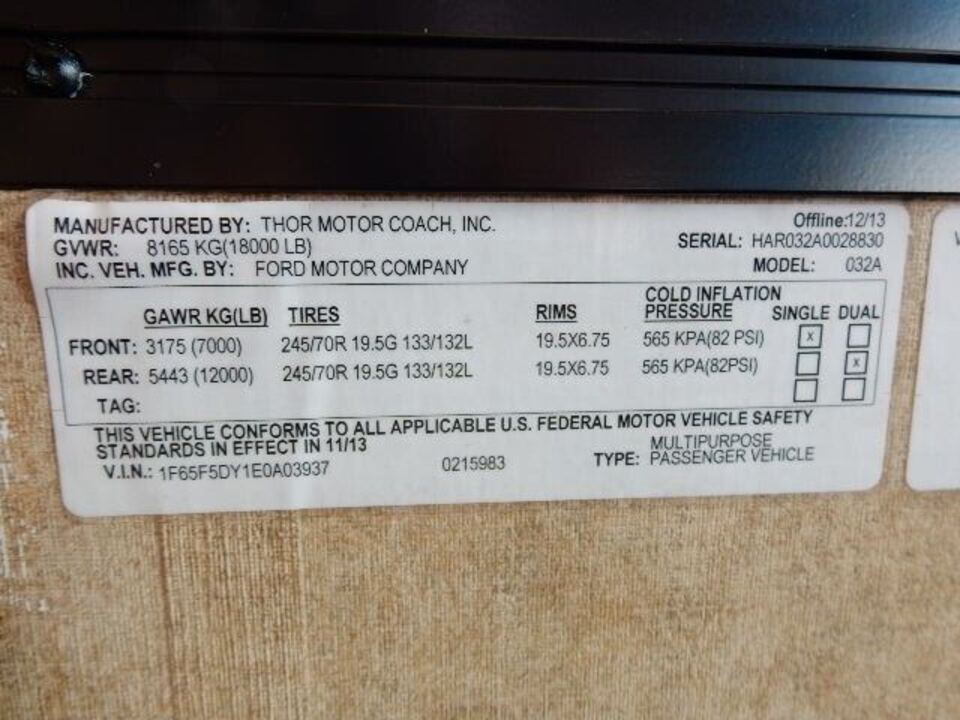 MANUFACTURED BY: THOR MOTOR COACH, INC. Offline:12/13
GVWR: 8165 KG(18000 LB) SERIAL: HAR032A0028830
INC. VEH. MFG. BY: FORD MOTOR COMPANY MODEL: 032A
GAWR KG(LB) TIRES RIMS COLD INFLATION PRESSURE SINGLE DUAL
FRONT: 3175 (7000) 245/70R 19.5G 133/132L 19.5X6.75 565 KPA(82 PSI) X
REAR: 5443 (12000) 245/70R 19.5G 133/132L 19.5X6.75 565 KPA(82PSI) X
TAG:
THIS VEHICLE CONFORMS TO ALL APPLICABLE U.S. FEDERAL MOTOR VEHICLE SAFETY
STANDARDS IN EFFECT IN 11/13
V.I.N.: 1F65F5DY1E0A03937 0215983 TYPE: MULTIPURPOSE PASSENGER VEHICLE